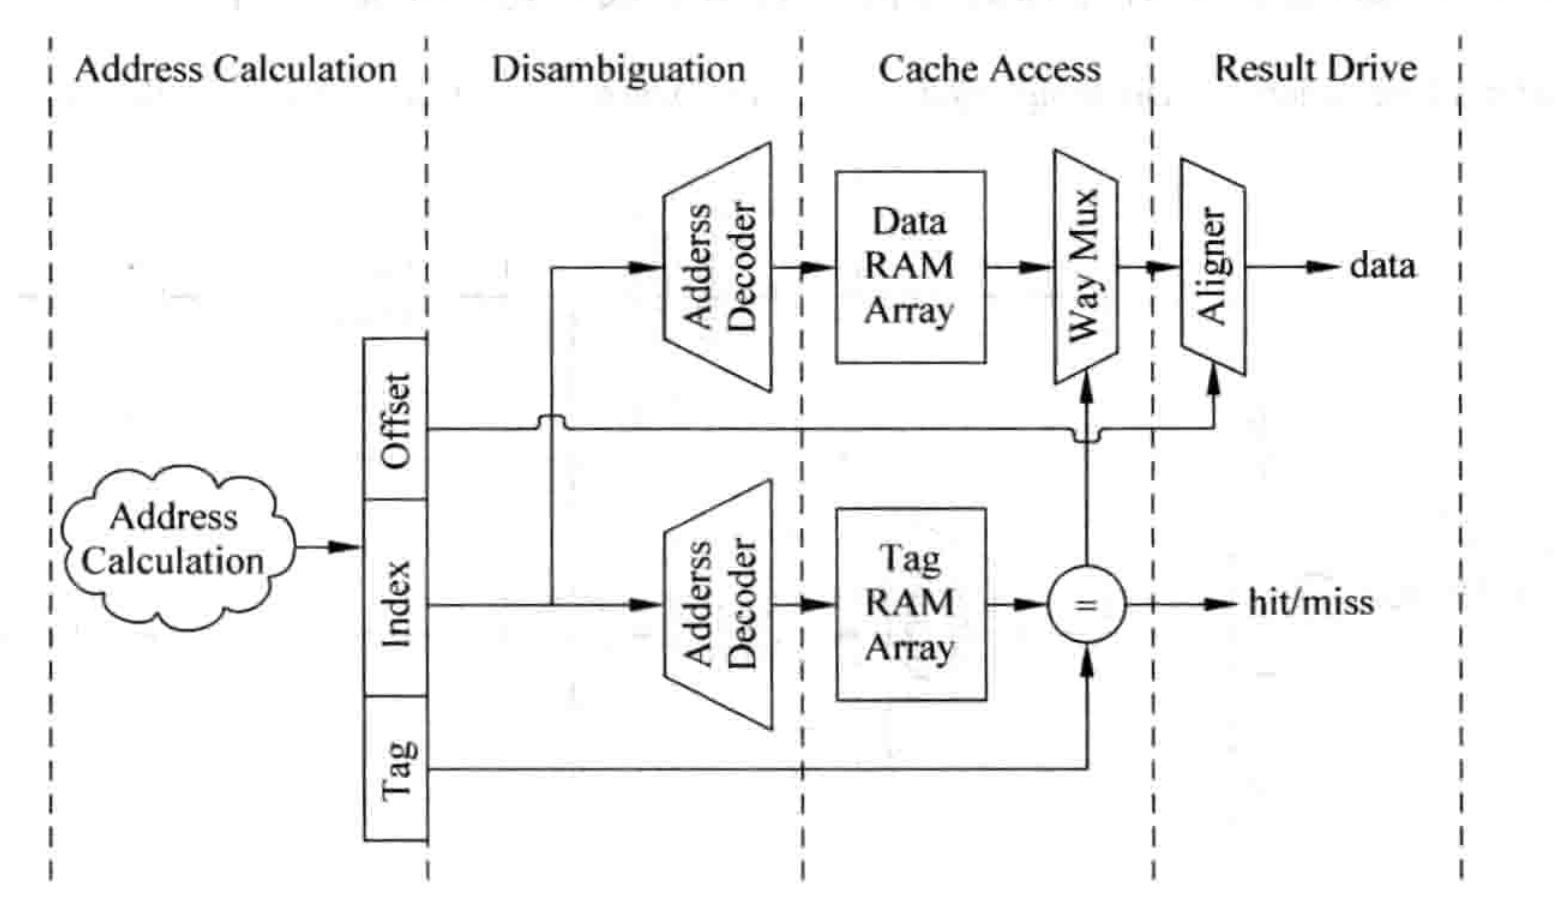 Address Calculation
Disambiguation
Cache Access
Result Drive
Adderss
Decoder
Data
RAM
Array
Way Mux
Aligner
data
Offset
Address
Calculation
Index
Adderss
Decoder
Tag
RAM
Array
=
hit/miss
Tag